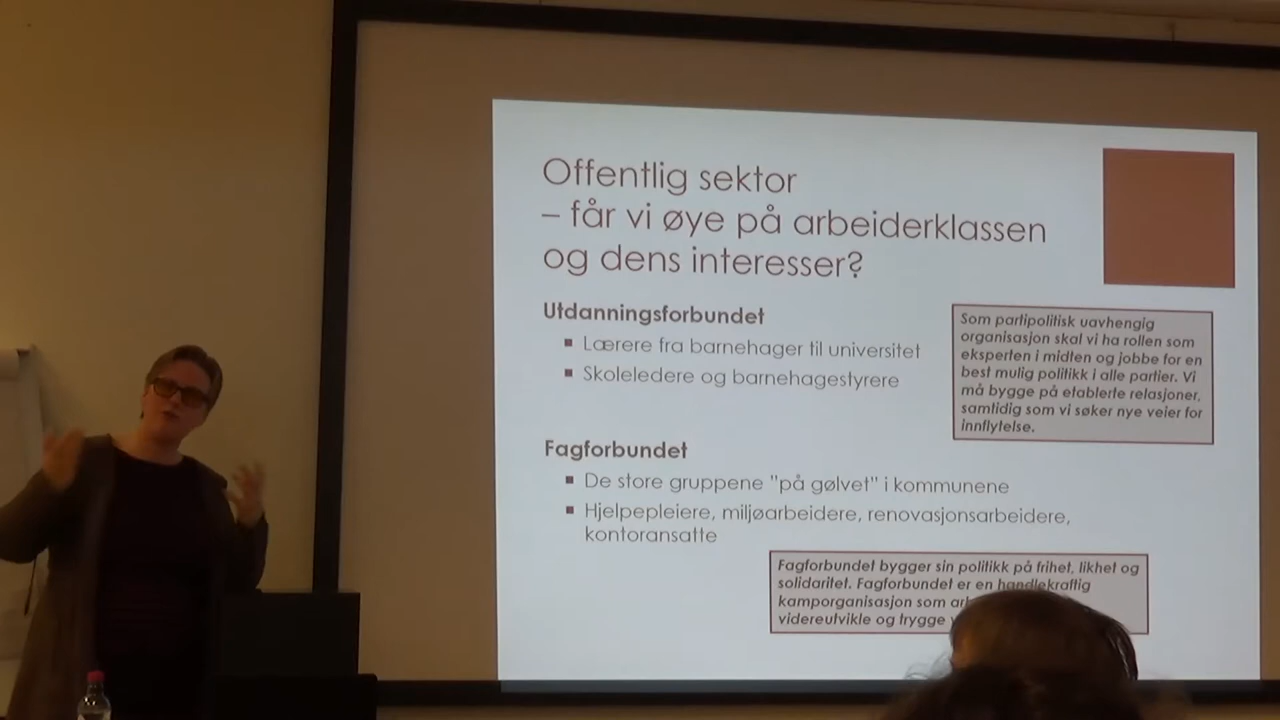 Offentlig sektor
– får vi øye på arbeiderklassen
og dens interesser?
Utdanningsforbundet
Lærere fra barnehager til universitet
Skoleledere og barnehagestyrere
Som partipolitisk uavhengig
organisasjon skal vi ha rollen som
eksperten i midten og jobbe for en
best mulig politikk i alle partier. Vi
må bygge på etablerte relasjoner,
samtidig som vi søker nye veier for
innflytelse.
Fagforbundet
De store gruppene "på gølvet" i kommunene
Hjelpepleiere, miljøarbeidere, renovasjonsarbeidere,
kontoransatte
Fagforbundet bygger sin politikk på frihet, likhet og
solidaritet. Fagforbundet er en handlekraftig
kamporganisasjon som
videreutvikle og trygge